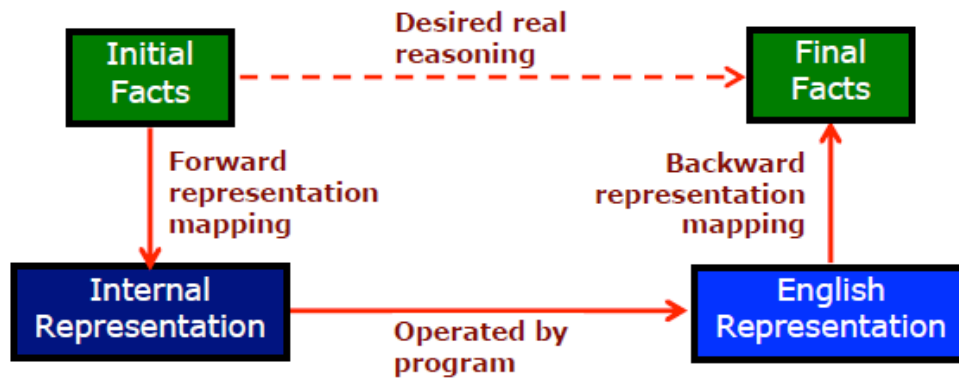 Initial
Facts
Desired real
reasoning
Final
Facts
Forward
representation
mapping
Backward
representation
mapping
Internal
Representation
Operated by
program
English
Representation